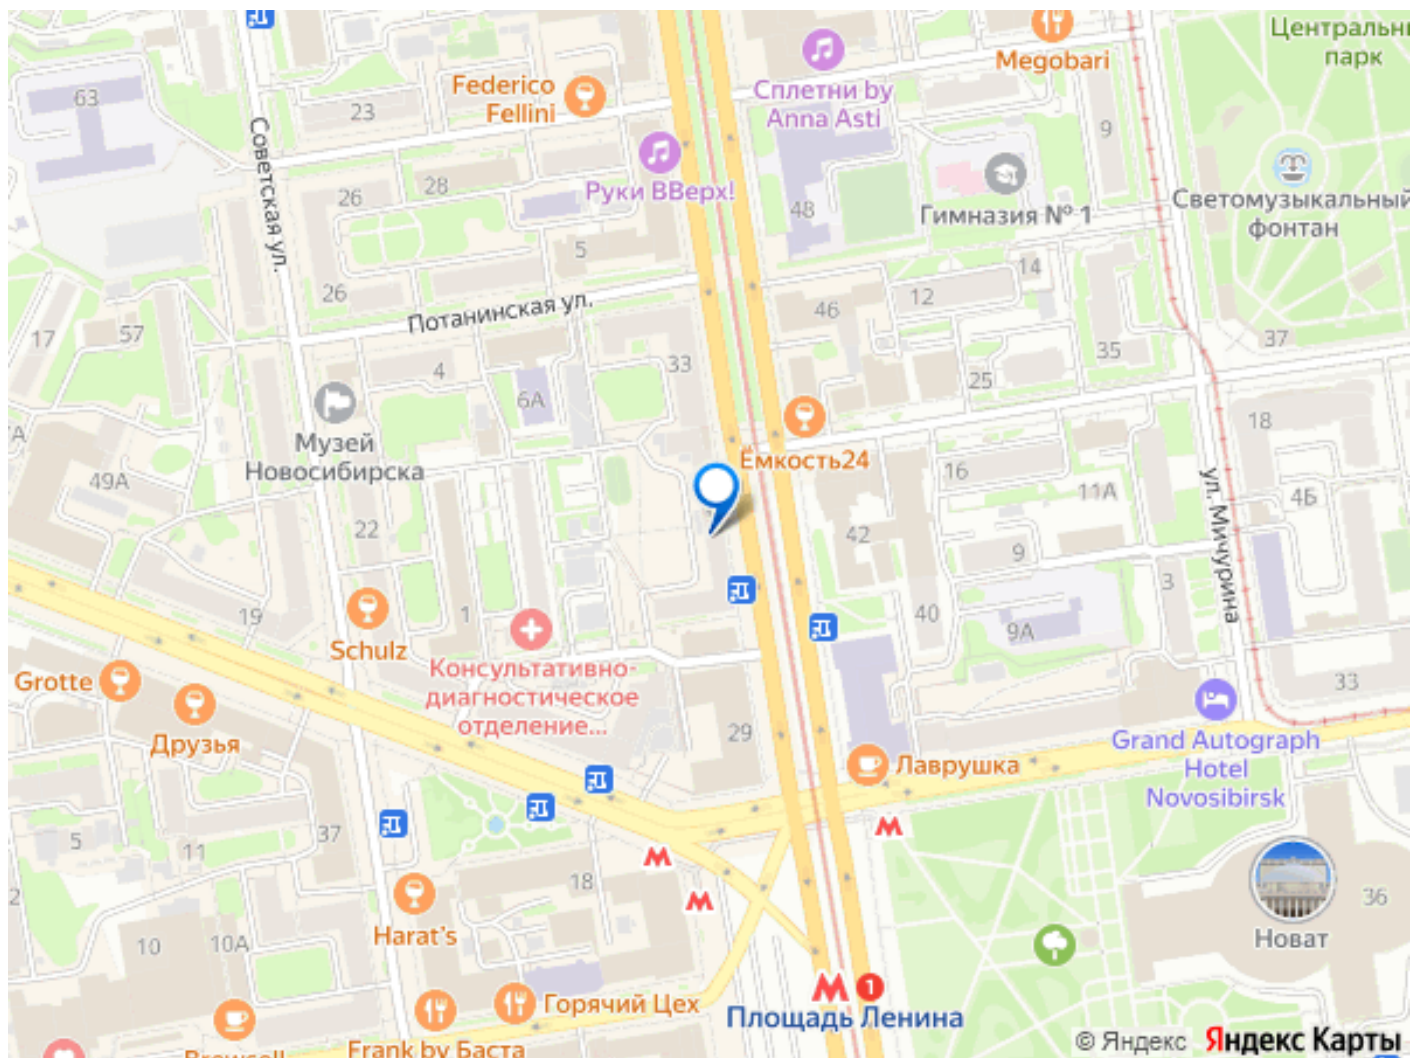 Центральный
парк
Megobari
Federico
Fellini
Сплетни by
Anna Asti
63
23
9
Советская ул.
Руки ВВерх!
Гимназия № 1
Светомузыкальный
фонтан
28
26
48
5
14
26
12
46
Потанинская ул.
17
57
37
35
33
25
4
6А
18
Музей
Новосибирска
Ёмкость24
16
49А
11А
4Б
22
42
ул. Мичурина
9
3
19
1
40
9А
Schulz
Grotte
Консультативно-
диагностическое
отделение...
33
Друзья
29
Grand Autograph
Hotel
Novosibirsk
Лаврушка
37
5
11
18
2
36
10
10А
Harat's
Новат
Горячий Цех
1
Площадь Ленина
Frank by Баста
© Яндекс Яндекс Карты